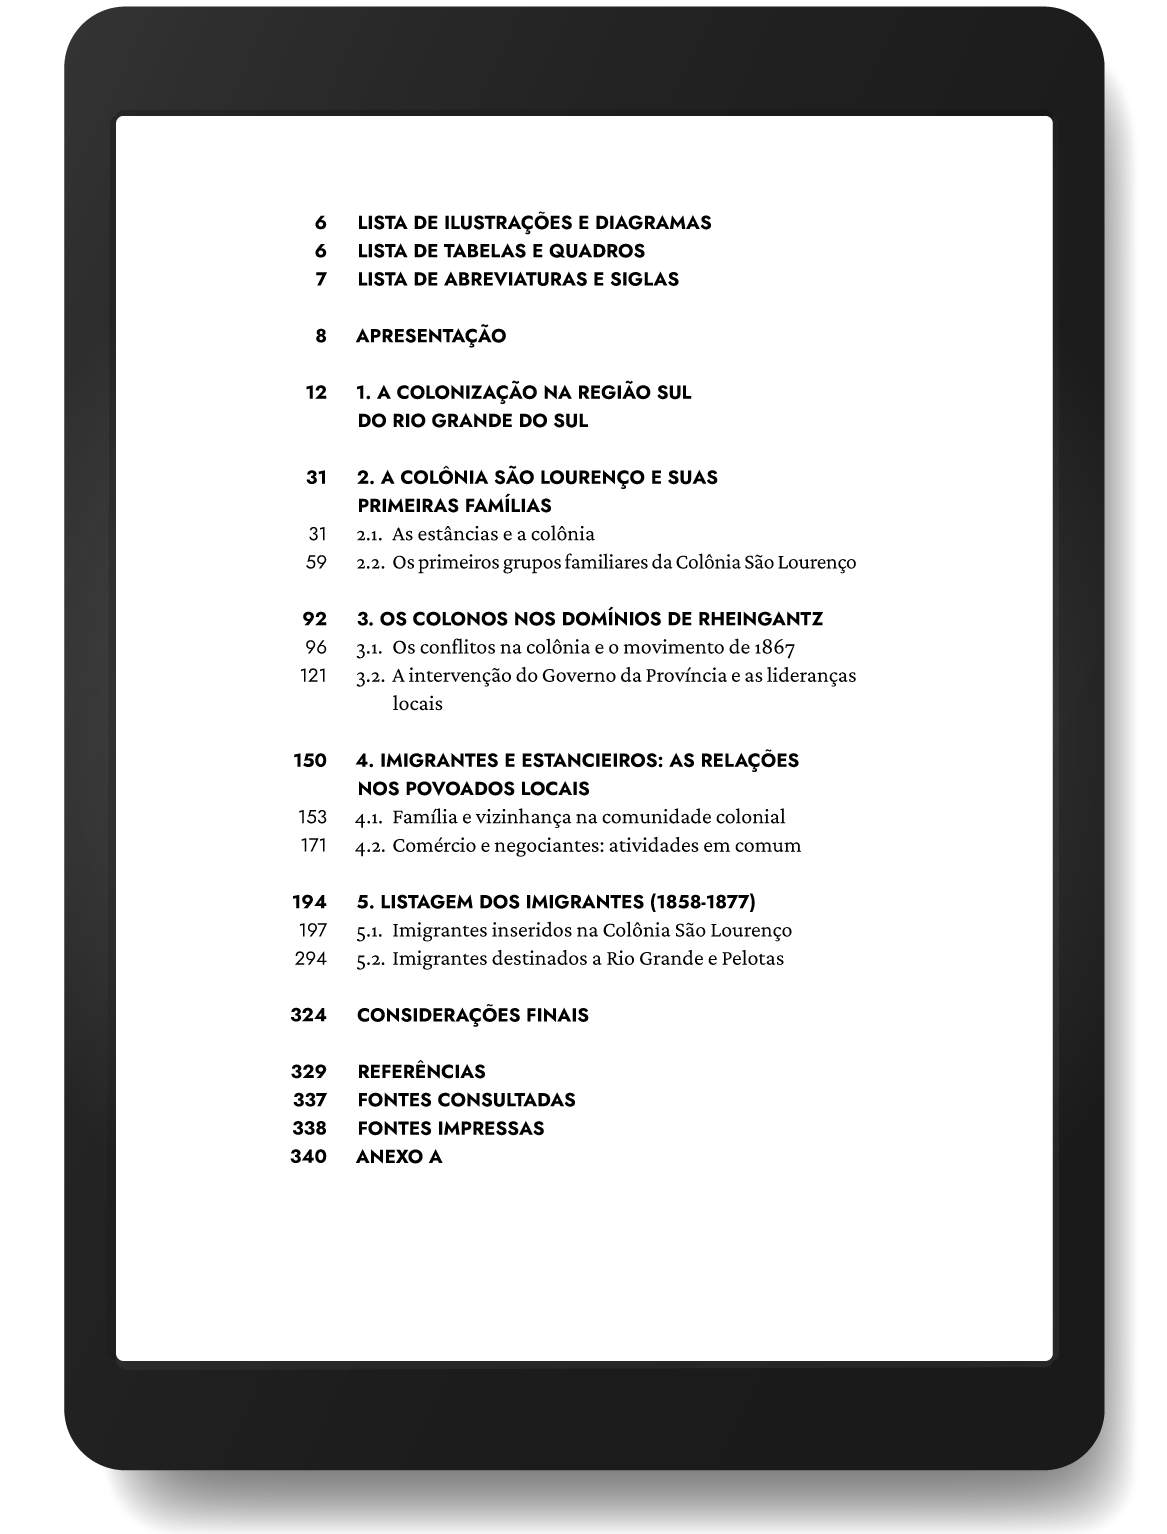 6 LISTA DE ILUSTRAÇÕES E DIAGRAMAS
6 LISTA DE TABELAS E QUADROS
7 LISTA DE ABREVIATURAS E SIGLAS
8 APRESENTAÇÃO
12 1. A COLONIZAÇÃO NA REGIÃO SUL
DO RIO GRANDE DO SUL
31 2. A COLÔNIA SÃO LOURENÇO E SUAS
PRIMEIRAS FAMÍLIAS
31 2.1. As estâncias e a colônia
59 2.2. Os primeiros grupos familiares da Colônia São Lourenço
92 3. OS COLONOS NOS DOMÍNIOS DE RHEINGANTZ
96 3.1. Os conflitos na colônia e o movimento de 1867
121 3.2. A intervenção do Governo da Província e as lideranças
locais
150 4. IMIGRANTES E ESTANCIEIROS: AS RELAÇÕES
NOS POVOADOS LOCAIS
153 4.1. Família e vizinhança na comunidade colonial
171 4.2. Comércio e negociantes: atividades em comum
194 5. LISTAGEM DOS IMIGRANTES (1858-1877)
197 5.1. Imigrantes inseridos na Colônia São Lourenço
294 5.2. Imigrantes destinados a Rio Grande e Pelotas
324 CONSIDERAÇÕES FINAIS
329 REFERÊNCIAS
337 FONTES CONSULTADAS
338 FONTES IMPRESSAS
340 ANEXO A